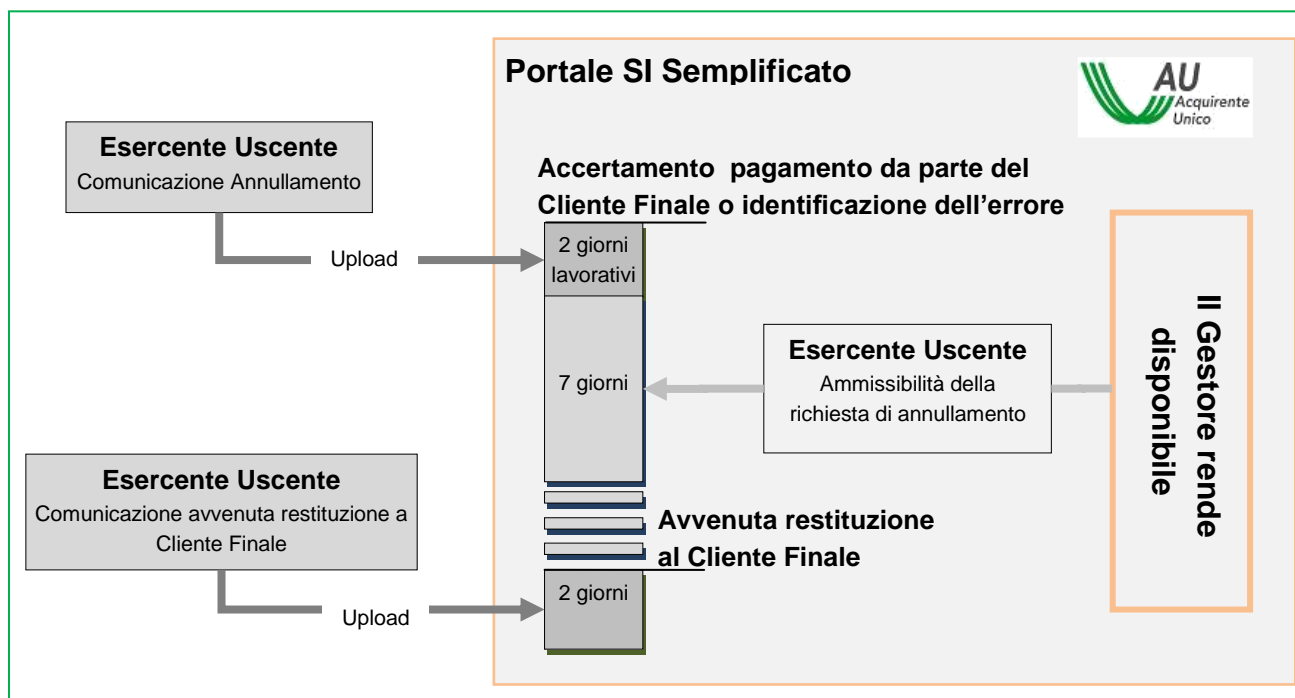 Portale SI Semplificato
AU
Acquirente
Unico
Esercente Uscente
Comunicazione Annullamento
Upload
Accertamento pagamento da parte del
Cliente Finale o identificazione dell'errore
2 giorni
lavorativi
7 giorni
Esercente Uscente
Ammissibilità della
richiesta di annullamento
Il Gestore rende
disponibile
Esercente Uscente
Comunicazione avvenuta restituzione a
Cliente Finale
Upload
Avvenuta restituzione
al Cliente Finale
2 giorni